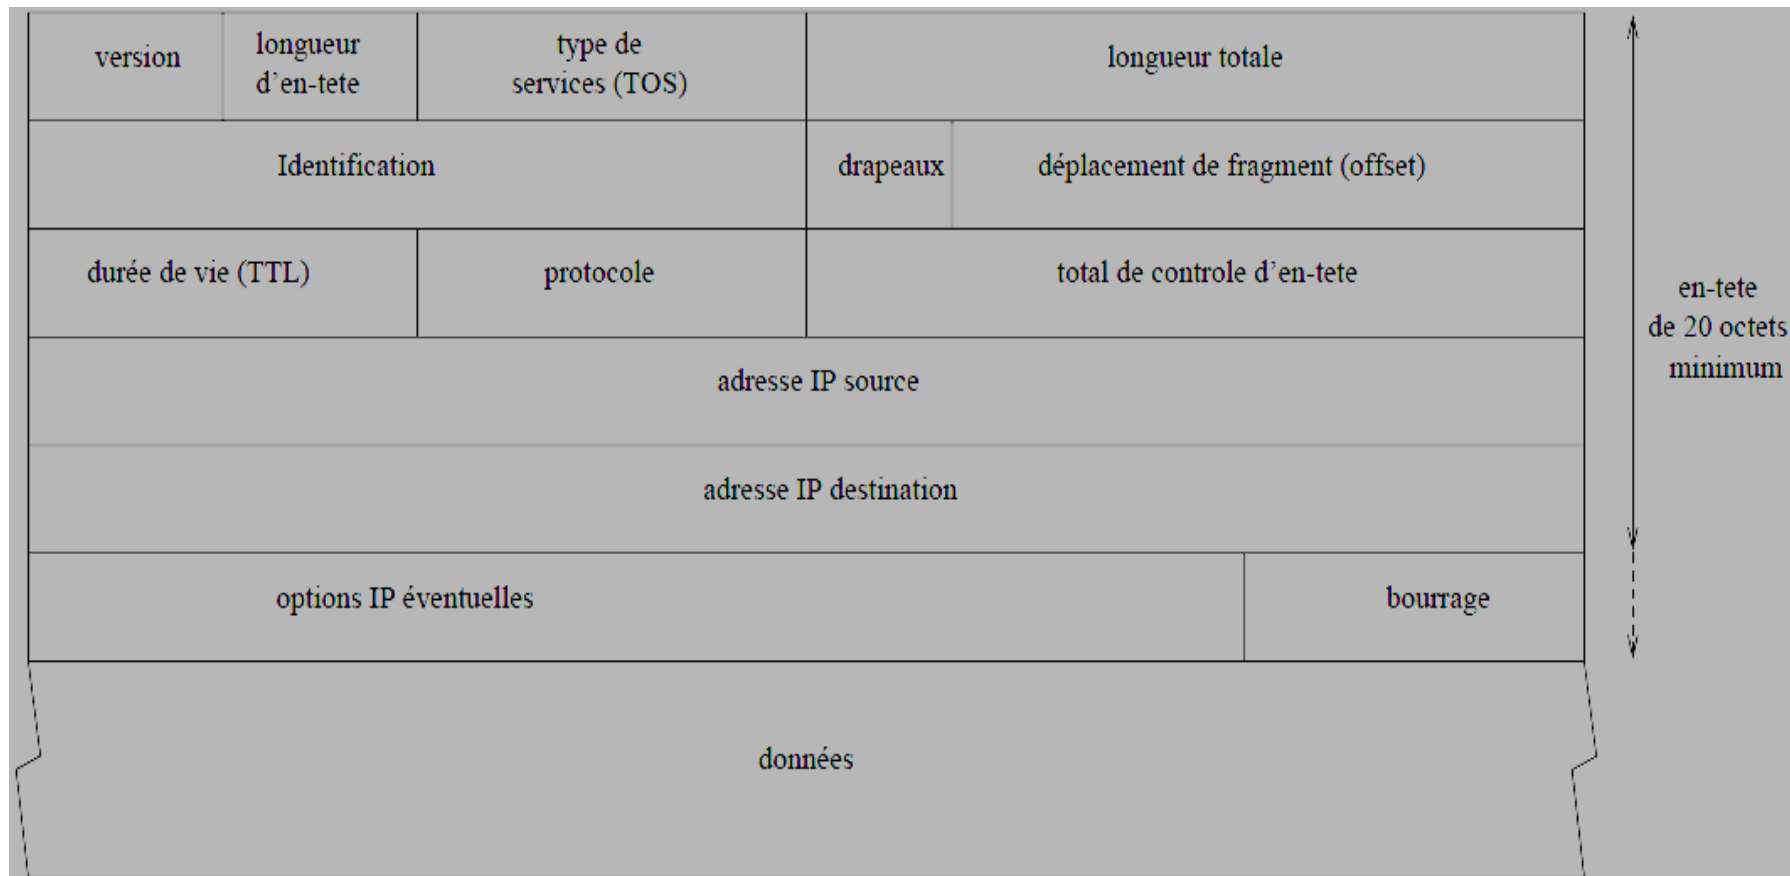 version
longueur
d'en-tete
type de
services (TOS)
longueur totale
Identification
drapeaux
déplacement de fragment (offset)
durée de vie (TTL)
protocole
total de controle d'en-tete
en-tete
de 20 octets
minimum
adresse IP source
adresse IP destination
options IP éventuelles
bourrage
données